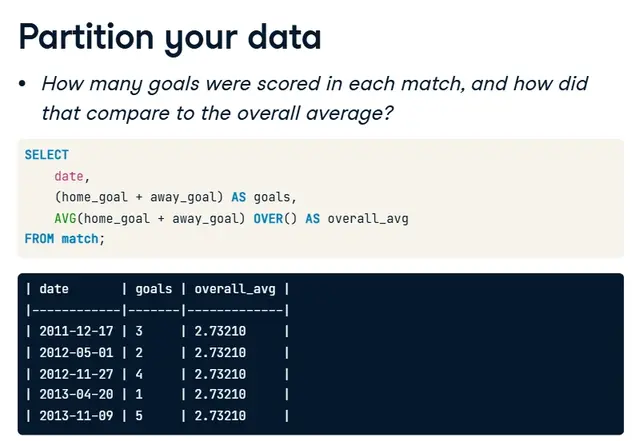 Partition your data
• How many goals were scored in each match, and how did
that compare to the overall average?
SELECT
    date,
    (home_goal + away_goal) AS goals,
    AVG(home_goal + away_goal) OVER() AS overall_avg
FROM match;
| date       | goals | overall_avg |
|------------|-------|-------------|
| 2011-12-17 | 3     | 2.73210     |
| 2012-05-01 | 2     | 2.73210     |
| 2012-11-27 | 4     | 2.73210     |
| 2013-04-20 | 1     | 2.73210     |
| 2013-11-09 | 5     | 2.73210     |